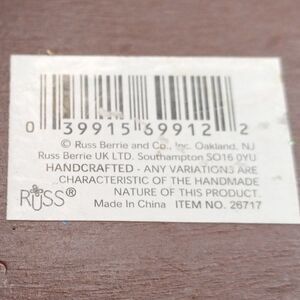 0 39915 69912 2
© Russ Berrie and Co., Inc. Oakland, NJ
Russ Berrie UK LTD. Southampton SO16 0YU
HANDCRAFTED - ANY VARIATIONS ARE
CHARACTERISTIC OF THE HANDMADE
NATURE OF THIS PRODUCT.
RUSS®
Made In China ITEM NO. 26717